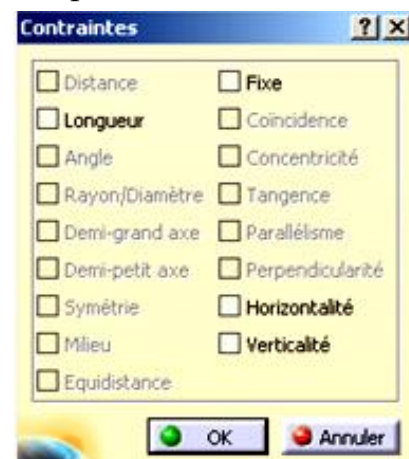 Contraintes ? ×
Distance Fixe
Longueur Coïncidence
Angle Concentricité
Rayon/Diamètre Tangence
Demi-grand axe Parallélisme
Demi-petit axe Perpendicularité
Symétrie Horizontalité
Milieu Verticalité
Equidistance
OK Annuler